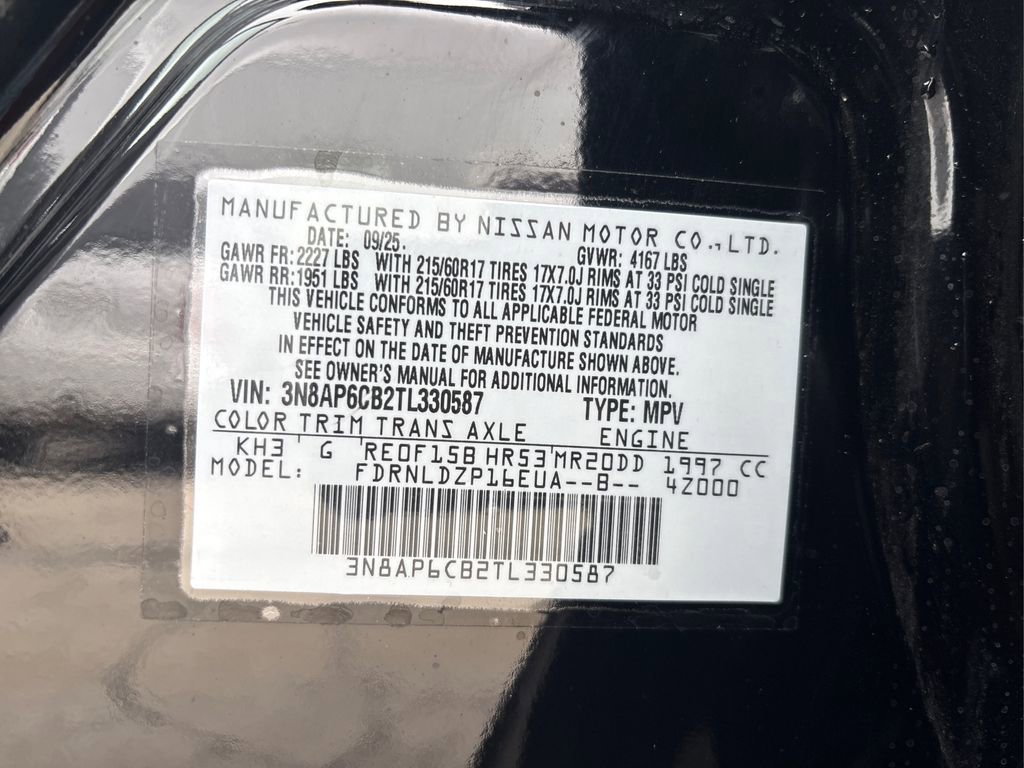 MANUFACTURED BY NISSAN MOTOR CO.,LTD.
DATE: 09/25. GVWR: 4167 LBS
GAWR FR: 2227 LBS WITH 215/60R17 TIRES 17X7.0J RIMS AT 33 PSI COLD SINGLE
GAWR RR: 1951 LBS WITH 215/60R17 TIRES 17X7.0J RIMS AT 33 PSI COLD SINGLE
THIS VEHICLE CONFORMS TO ALL APPLICABLE FEDERAL MOTOR
VEHICLE SAFETY AND THEFT PREVENTION STANDARDS
IN EFFECT ON THE DATE OF MANUFACTURE SHOWN ABOVE.
SEE OWNER'S MANUAL FOR ADDITIONAL INFORMATION.
VIN: 3N8AP6CB2TL330587 TYPE: MPV
COLOR TRIM TRANS AXLE ENGINE
KH3 G RE0F15B HR53 MR20DD 1997 CC
MODEL: FDRNLDZP16EUA--B-- 4Z000
3N8AP6CB2TL330587